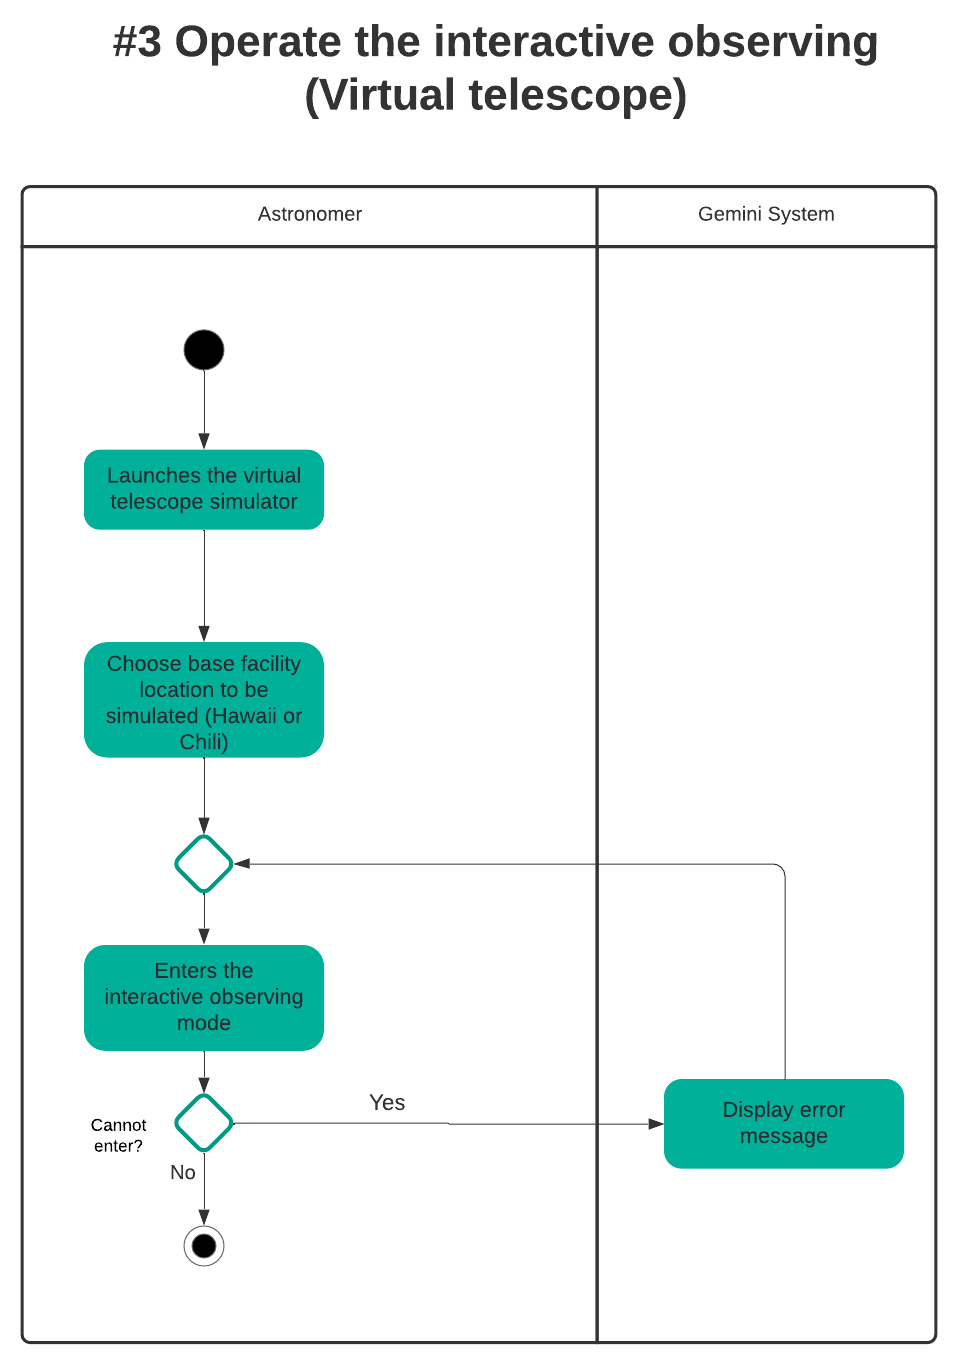 #3 Operate the interactive observing
(Virtual telescope)
Astronomer
Gemini System
Launches the virtual
telescope simulator
Choose base facility
location to be
simulated (Hawaii or
Chili)
Enters the
interactive observing
mode
Cannot
enter?
Yes
No
Display error
message